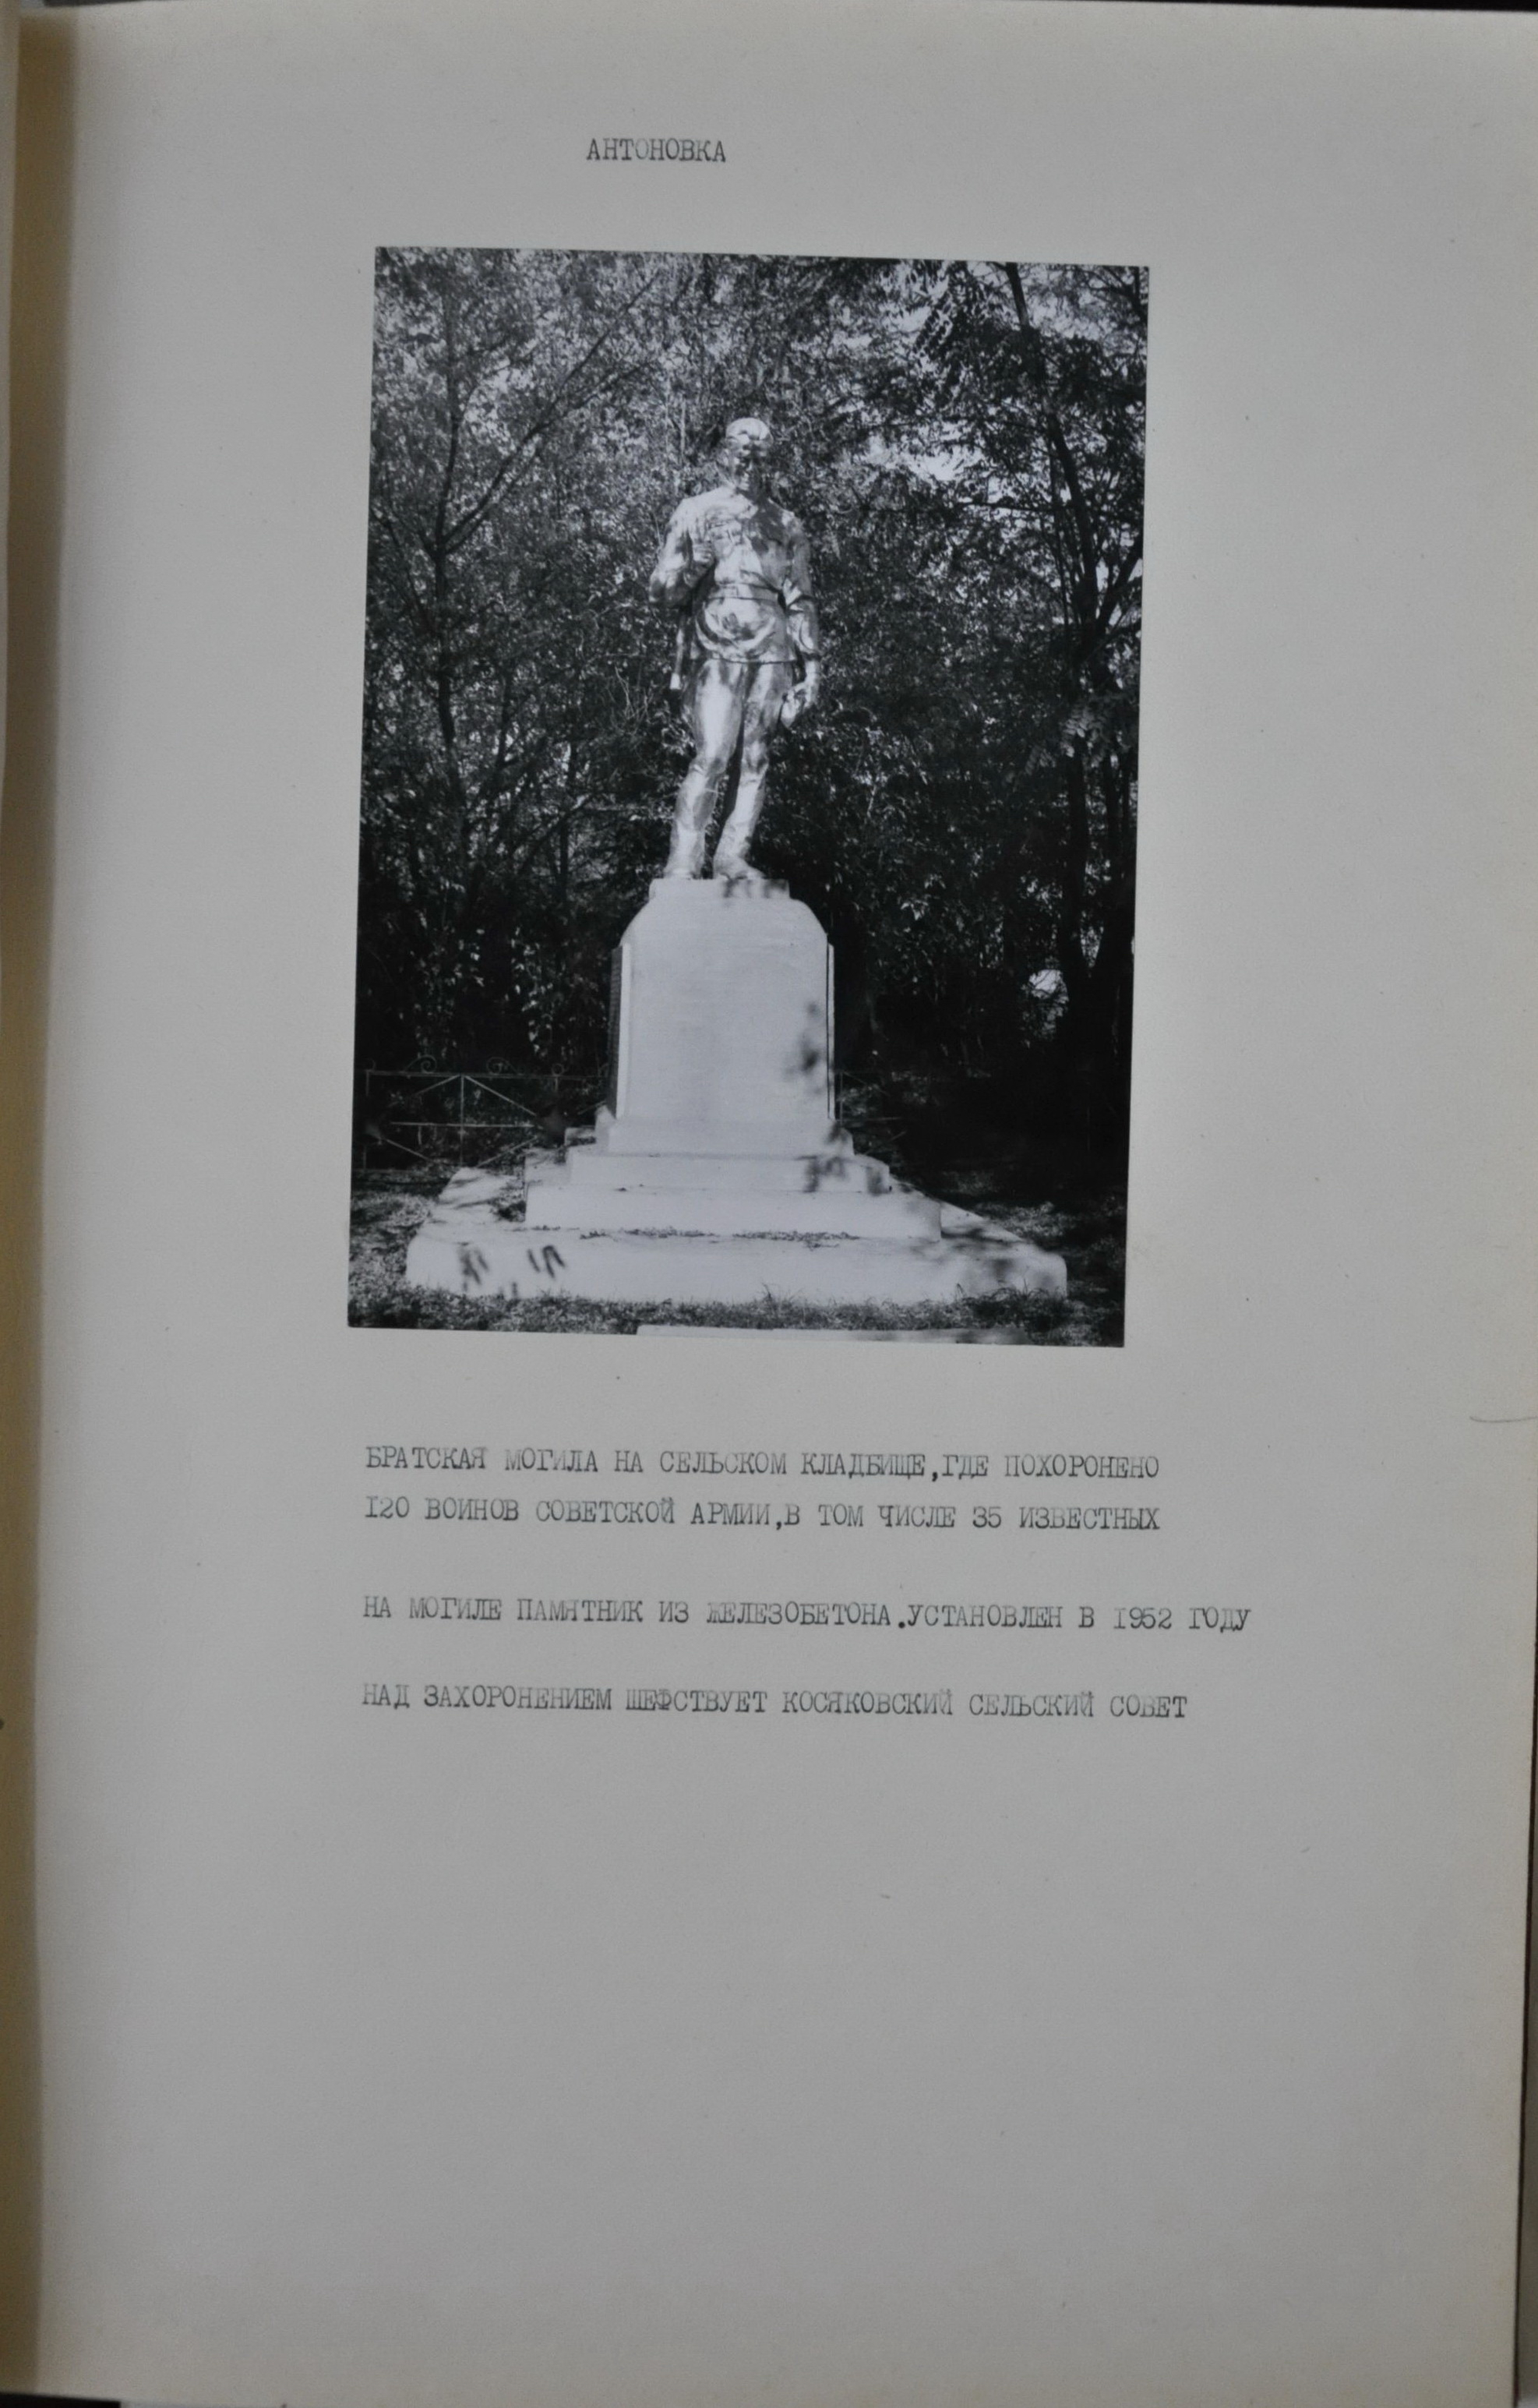 АНТОНОВКА
БРАТСКАЯ МОГИЛА НА СЕЛЬСКОМ КЛАДБИЩЕ,ГДЕ ПОХОРОНЕНО
I20 ВОИНОВ СОВЕТСКОЙ АРМИИ,В ТОМ ЧИСЛЕ 35 ИЗВЕСТНЫХ
НА МОГИЛЕ ПАМЯТНИК ИЗ ЖЕЛЕЗОБЕТОНА.УСТАНОВЛЕН В I952 ГОДУ
НАД ЗАХОРОНЕНИЕМ ШЕФСТВУЕТ КОСЯКОВСКИЙ СЕЛЬСКИЙ СОВЕТ